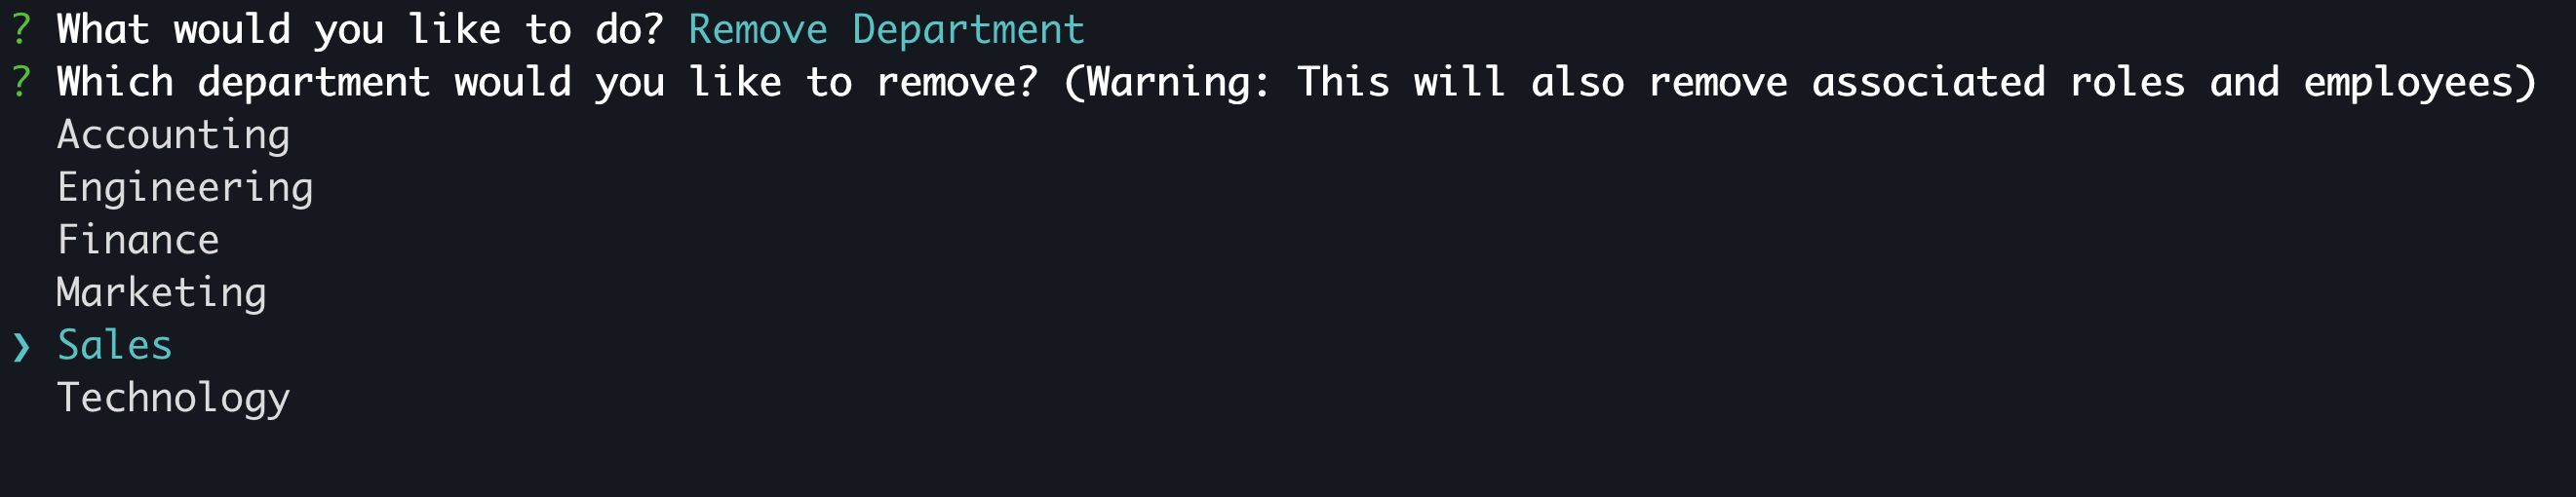 ? What would you like to do? Remove Department
? Which department would you like to remove? (Warning: This will also remove associated roles and employees)
Accounting
Engineering
Finance
Marketing
❯ Sales
Technology